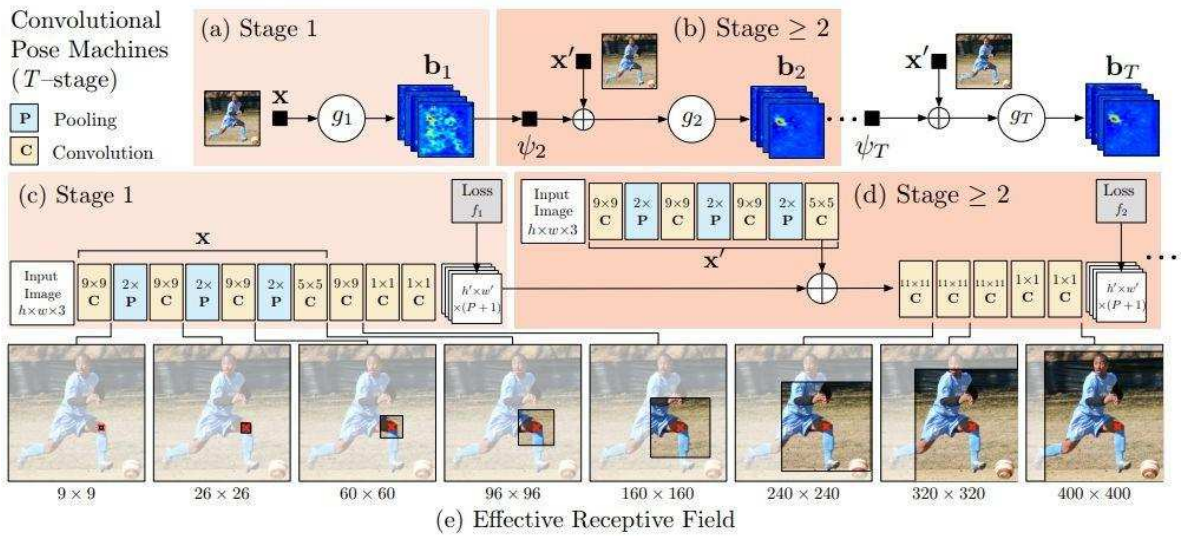 Convolutional
Pose Machines
(T–stage)
P Pooling
C Convolution
(a) Stage 1
x
g₁
b₁
(b) Stage ≥ 2
x′
ψ₂
g₂
b₂
...
x′
ψ_T
g_T
b_T
(c) Stage 1
Loss
f₁
x
Input
Image
h×w×3
9×9
C
2×
P
9×9
C
2×
P
9×9
C
2×
P
5×5
C
9×9
C
1×1
C
1×1
C
h′×w′
×(P+1)
(d) Stage ≥ 2
Input
Image
h×w×3
9×9
C
2×
P
9×9
C
2×
P
9×9
C
2×
P
5×5
C
x′
11×11
C
11×11
C
11×11
C
1×1
C
1×1
C
Loss
f₂
h′×w′
×(P+1)
...
9 × 9
26 × 26
60 × 60
96 × 96
160 × 160
240 × 240
320 × 320
400 × 400
(e) Effective Receptive Field